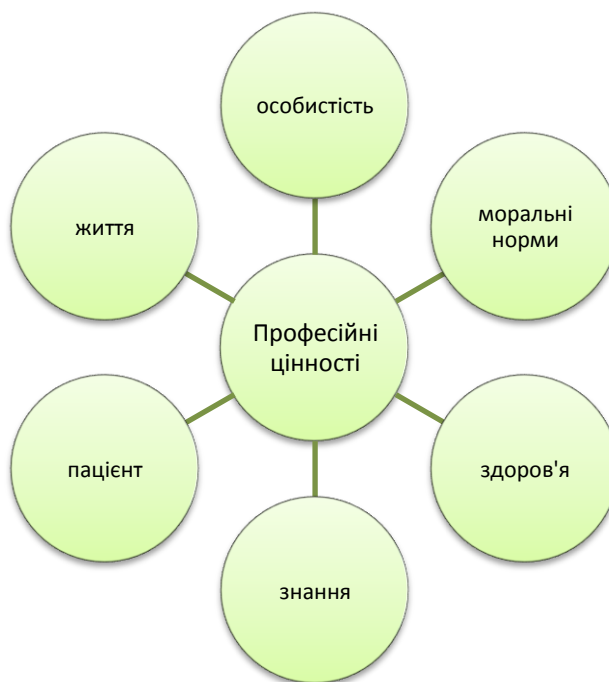 особистість
життя
моральні
норми
Професійні
цінності
пацієнт
здоров'я
знання